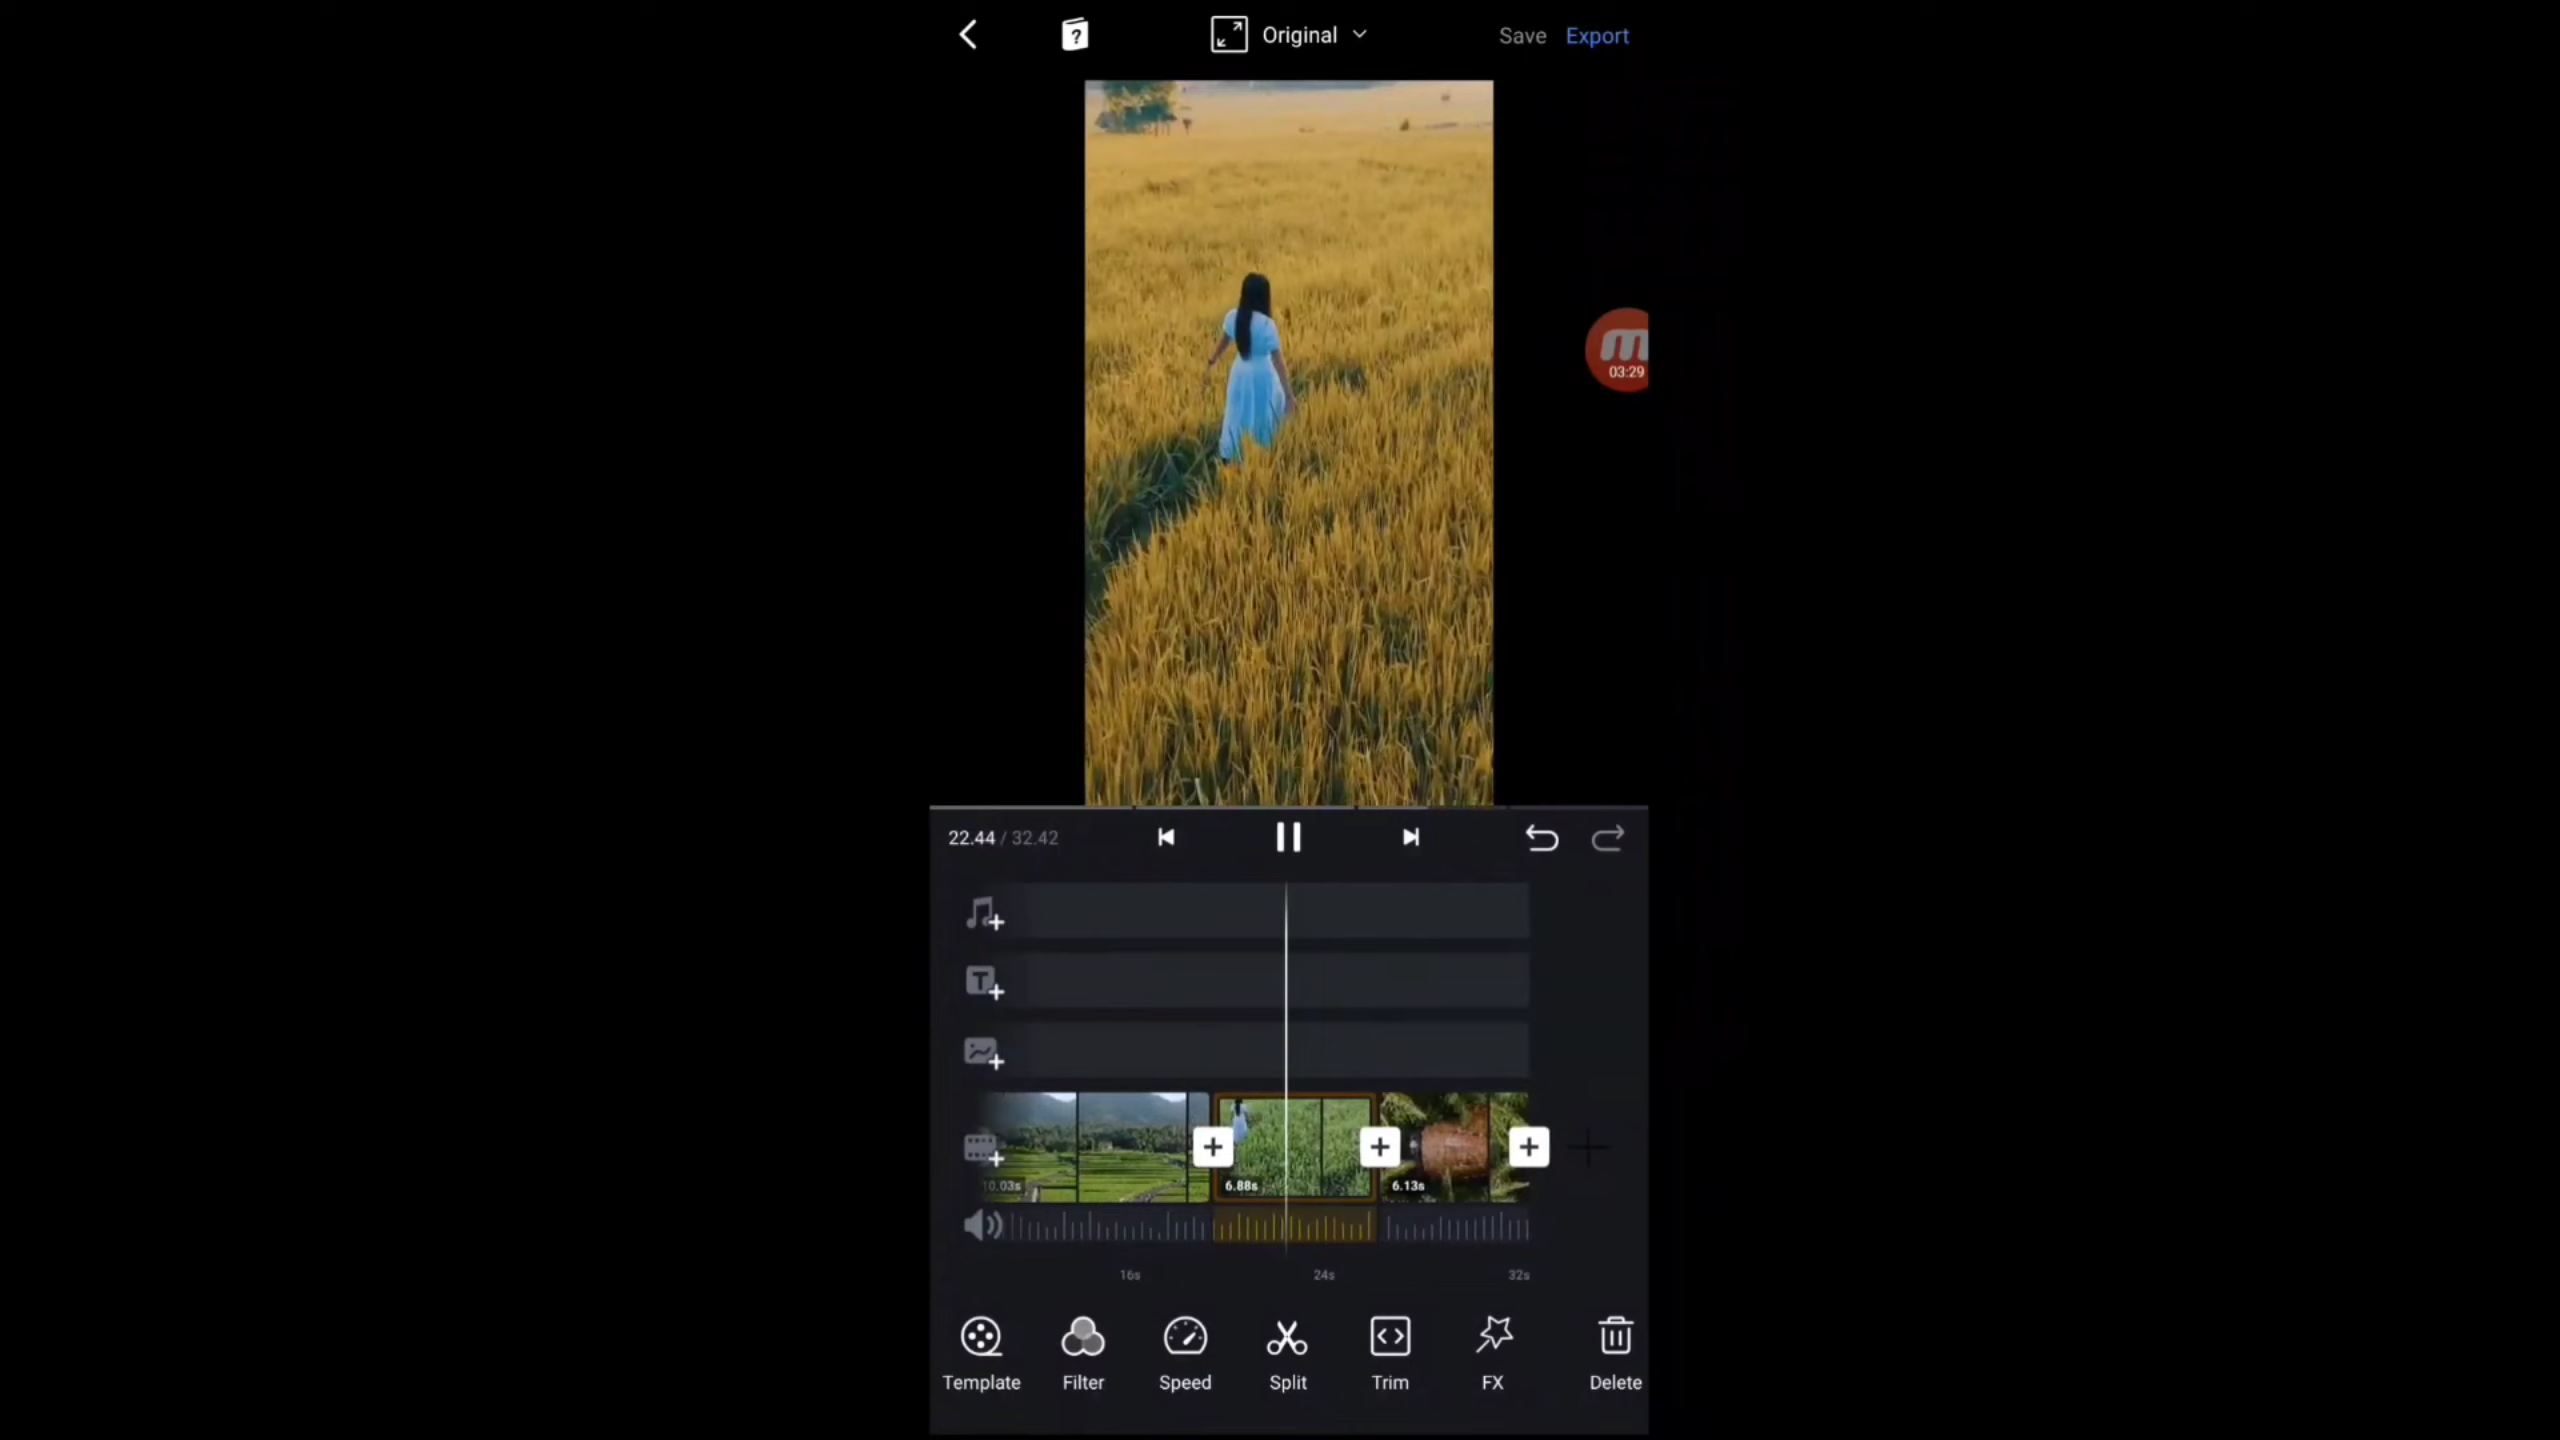 Original
Save Export
m
03:29
22.44 / 32.42
T
10.03s
6.88s
6.13s
16s 24s 32s
Template Filter Speed Split Trim FX Delete